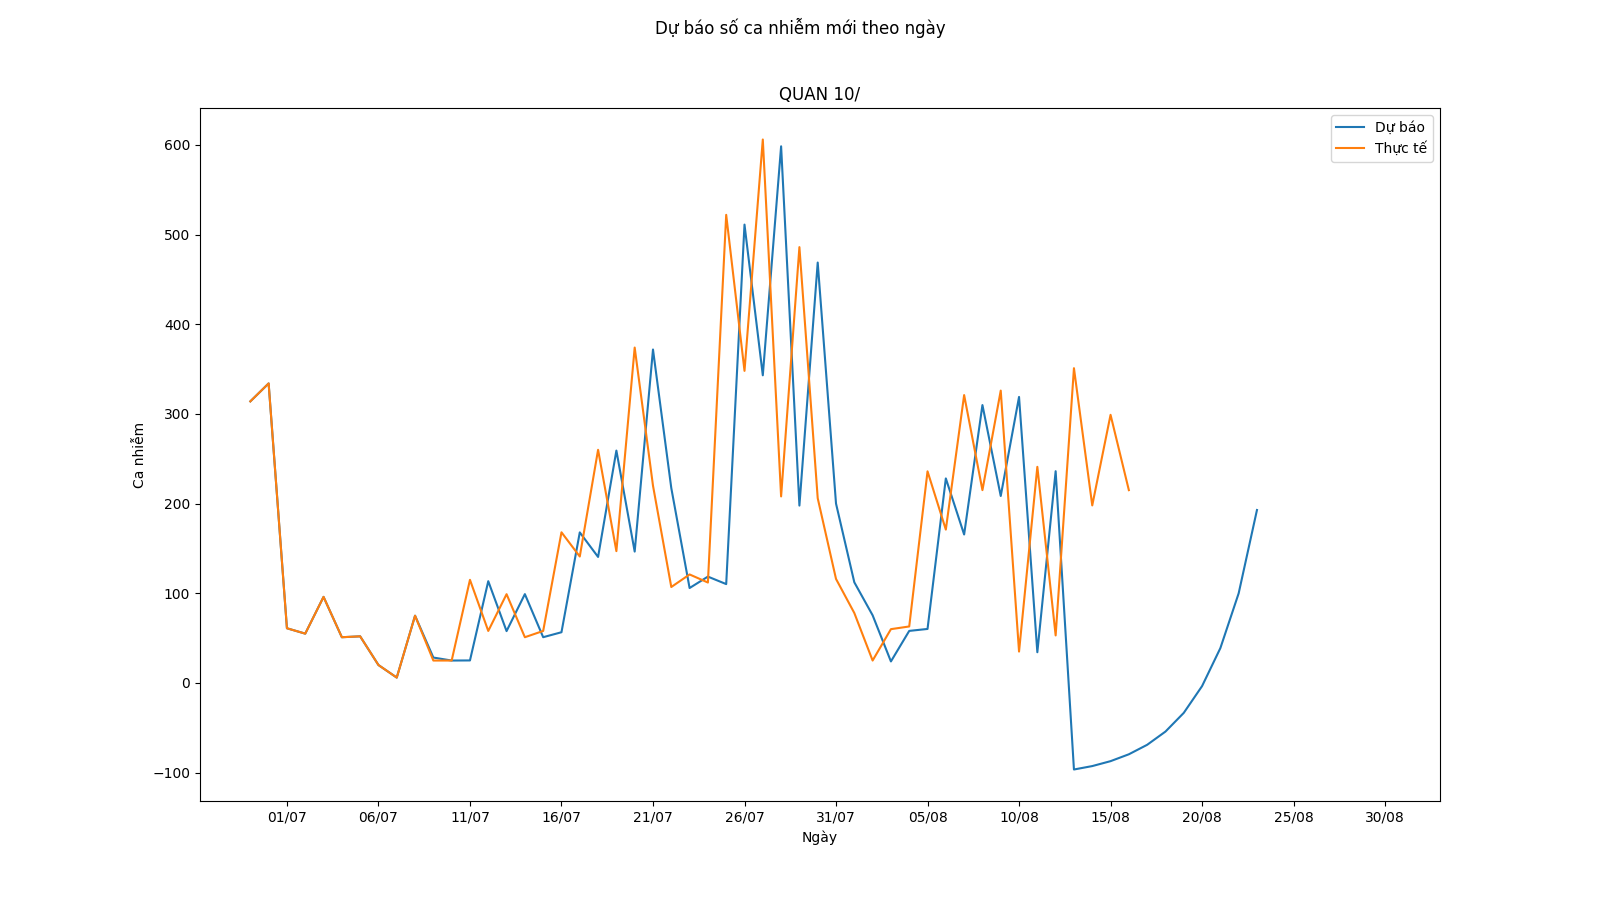 Dự báo số ca nhiễm mới theo ngày
QUAN 10/
Dự báo
Thực tế
600
500
400
300
200
100
0
−100
Ca nhiễm
01/07 06/07 11/07 16/07 21/07 26/07 31/07 05/08 10/08 15/08 20/08 25/08 30/08
Ngày